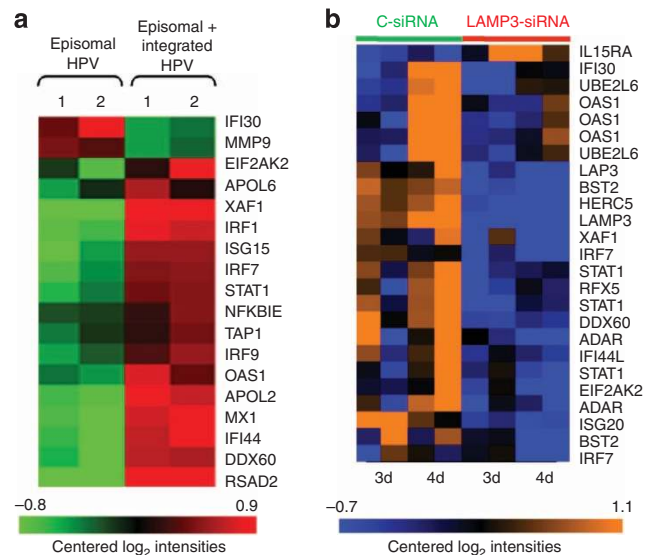 a
Episomal HPV
Episomal + integrated HPV
1 2 1 2
IFI30
MMP9
EIF2AK2
APOL6
XAF1
IRF1
ISG15
IRF7
STAT1
NFKBIE
TAP1
IRF9
OAS1
APOL2
MX1
IFI44
DDX60
RSAD2
–0.8 0.9
Centered log2 intensities
b
C-siRNA LAMP3-siRNA
IL15RA
IFI30
UBE2L6
OAS1
OAS1
OAS1
UBE2L6
LAP3
BST2
HERC5
LAMP3
XAF1
IRF7
STAT1
RFX5
STAT1
DDX60
ADAR
IFI44L
STAT1
EIF2AK2
ADAR
ISG20
BST2
IRF7
3d 4d 3d 4d
–0.7 1.1
Centered log2 intensities